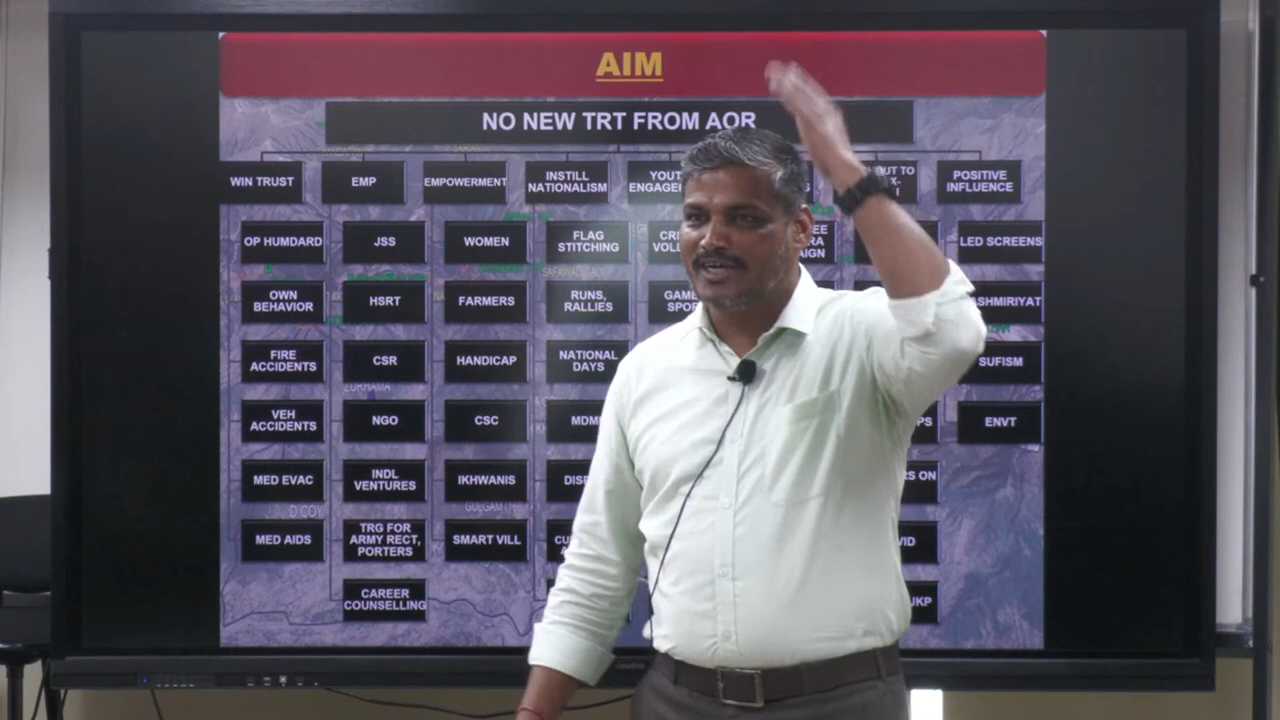 AIM
NO NEW TRT FROM AOR
WIN TRUST
EMP
EMPOWERMENT
INSTILL
NATIONALISM
POSITIVE
INFLUENCE
OP HUMDARD
JSS
WOMEN
FLAG
STITCHING
LED SCREENS
OWN
BEHAVIOR
HSRT
FARMERS
RUNS,
RALLIES
FIRE
ACCIDENTS
CSR
HANDICAP
NATIONAL
DAYS
SUFISM
ZURHAMA
VEH
ACCIDENTS
NGO
CSC
ENVT
MED EVAC
INDL
VENTURES
IKHWANIS
D COY
MED AIDS
TRG FOR
ARMY RECT,
PORTERS
SMART VILL
CAREER
COUNSELLING